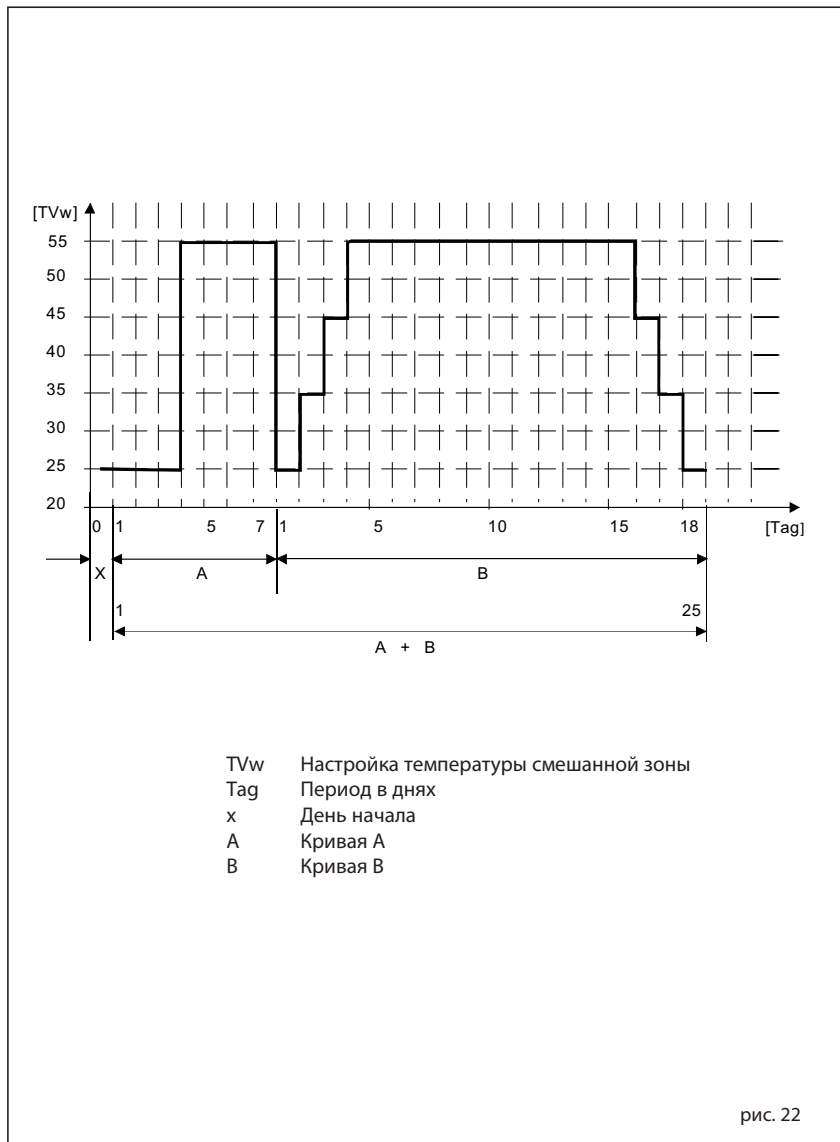 [TVw]
55
50
45
40
35
30
25
20
0 1 5 7 1 5 10 15 18 [Tag]
X A B
1 25
A + B
TVw Настройка температуры смешанной зоны
Tag Период в днях
x День начала
A Кривая А
B Кривая В
рис. 22